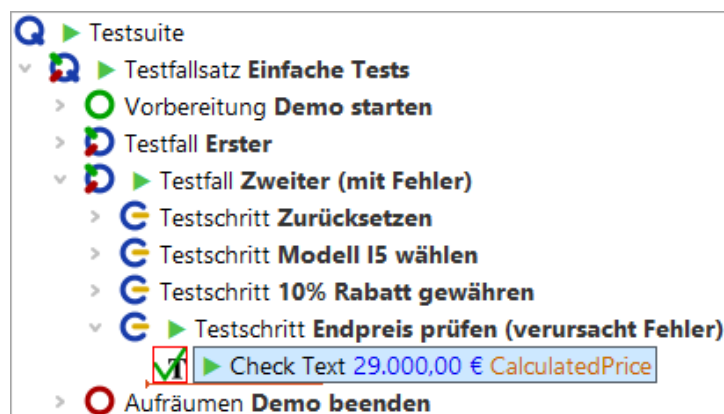 Testsuite
Testfallsatz Einfache Tests
Vorbereitung Demo starten
Testfall Erster
Testfall Zweiter (mit Fehler)
Testschritt Zurücksetzen
Testschritt Modell I5 wählen
Testschritt 10% Rabatt gewähren
Testschritt Endpreis prüfen (verursacht Fehler)
Check Text 29.000,00 € CalculatedPrice
Aufräumen Demo beenden